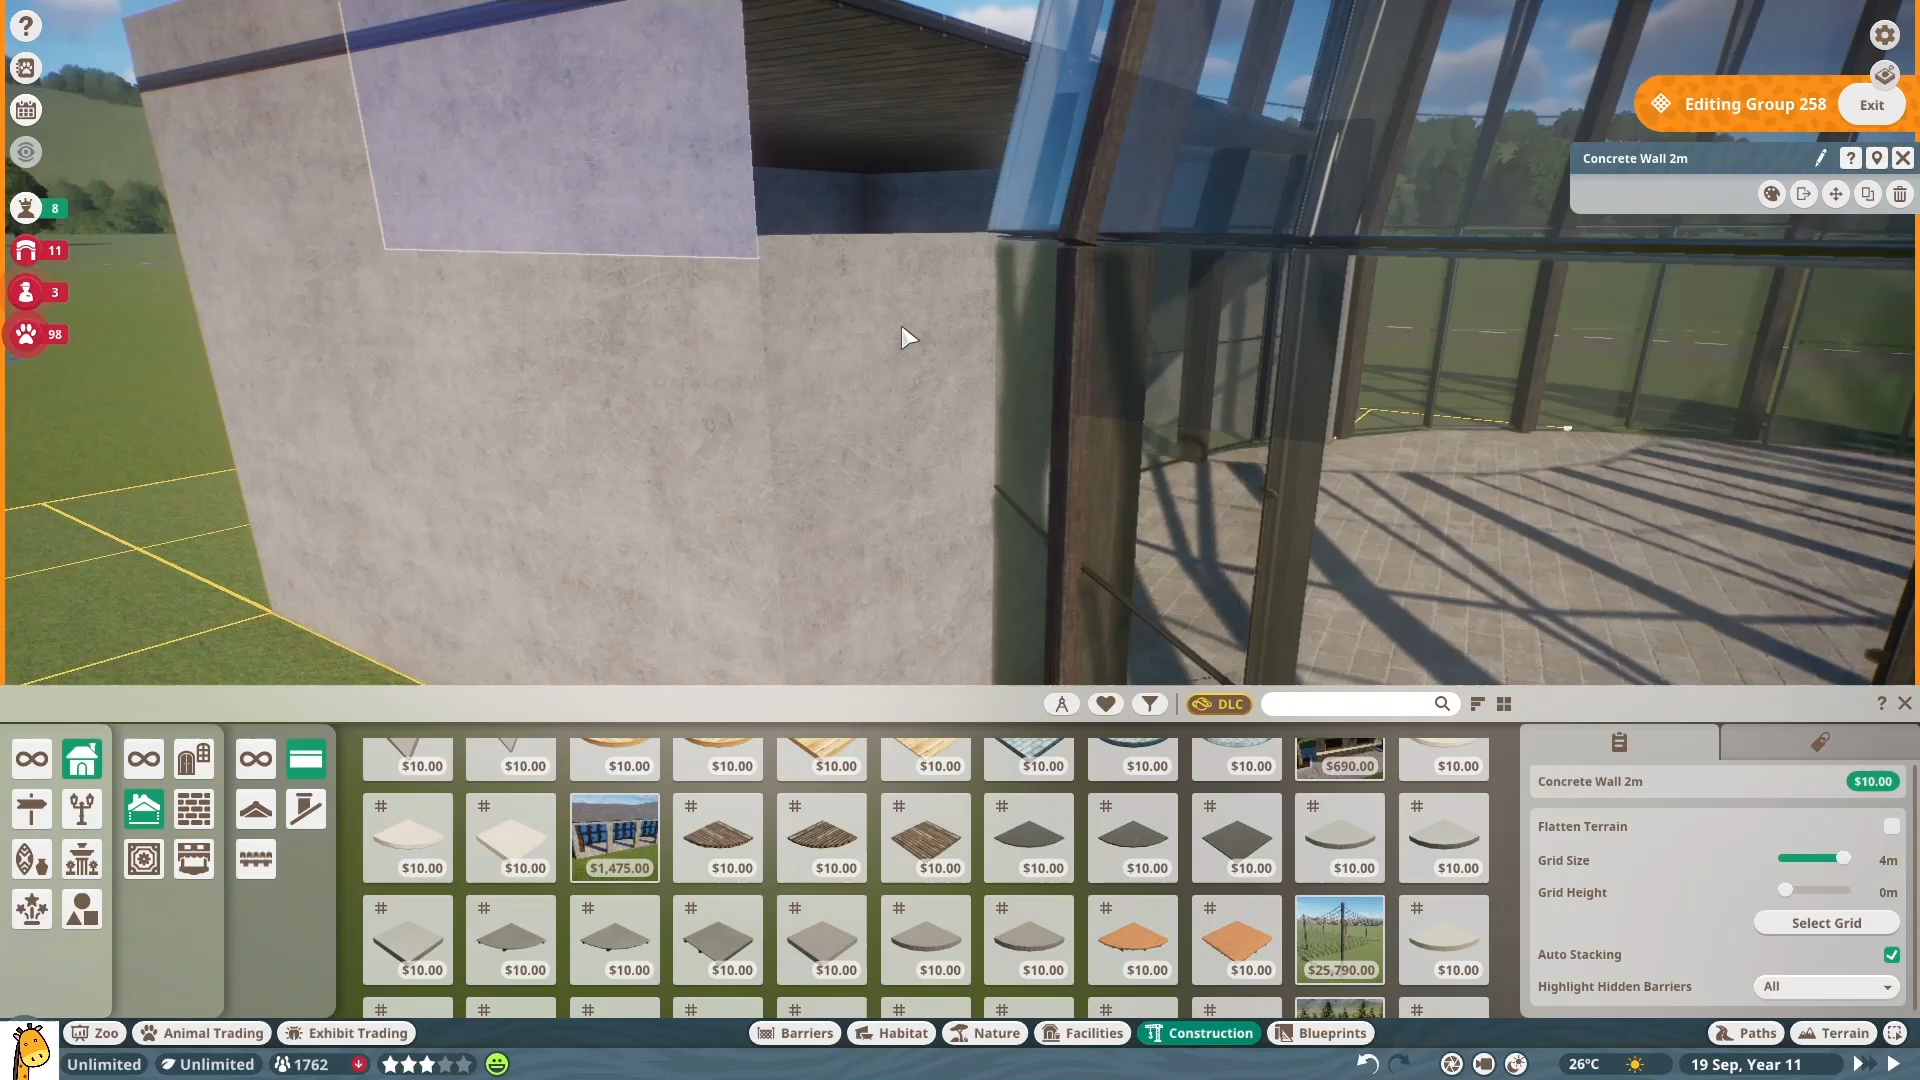 8
11
3
98
Editing Group 258
Exit
Concrete Wall 2m
DLC
$10.00 $10.00 $10.00 $10.00 $10.00 $10.00 $10.00 $10.00 $10.00 $690.00 $10.00
$10.00 $10.00 $1,475.00 $10.00 $10.00 $10.00 $10.00 $10.00 $10.00 $10.00 $10.00
$10.00 $10.00 $10.00 $10.00 $10.00 $10.00 $10.00 $10.00 $10.00 $25,790.00 $10.00
Concrete Wall 2m $10.00
Flatten Terrain
Grid Size 4m
Grid Height 0m
Select Grid
Auto Stacking
Highlight Hidden Barriers All
Zoo Animal Trading Exhibit Trading Barriers Habitat Nature Facilities Construction Blueprints Paths Terrain
Unlimited Unlimited 1762 26°C 19 Sep, Year 11